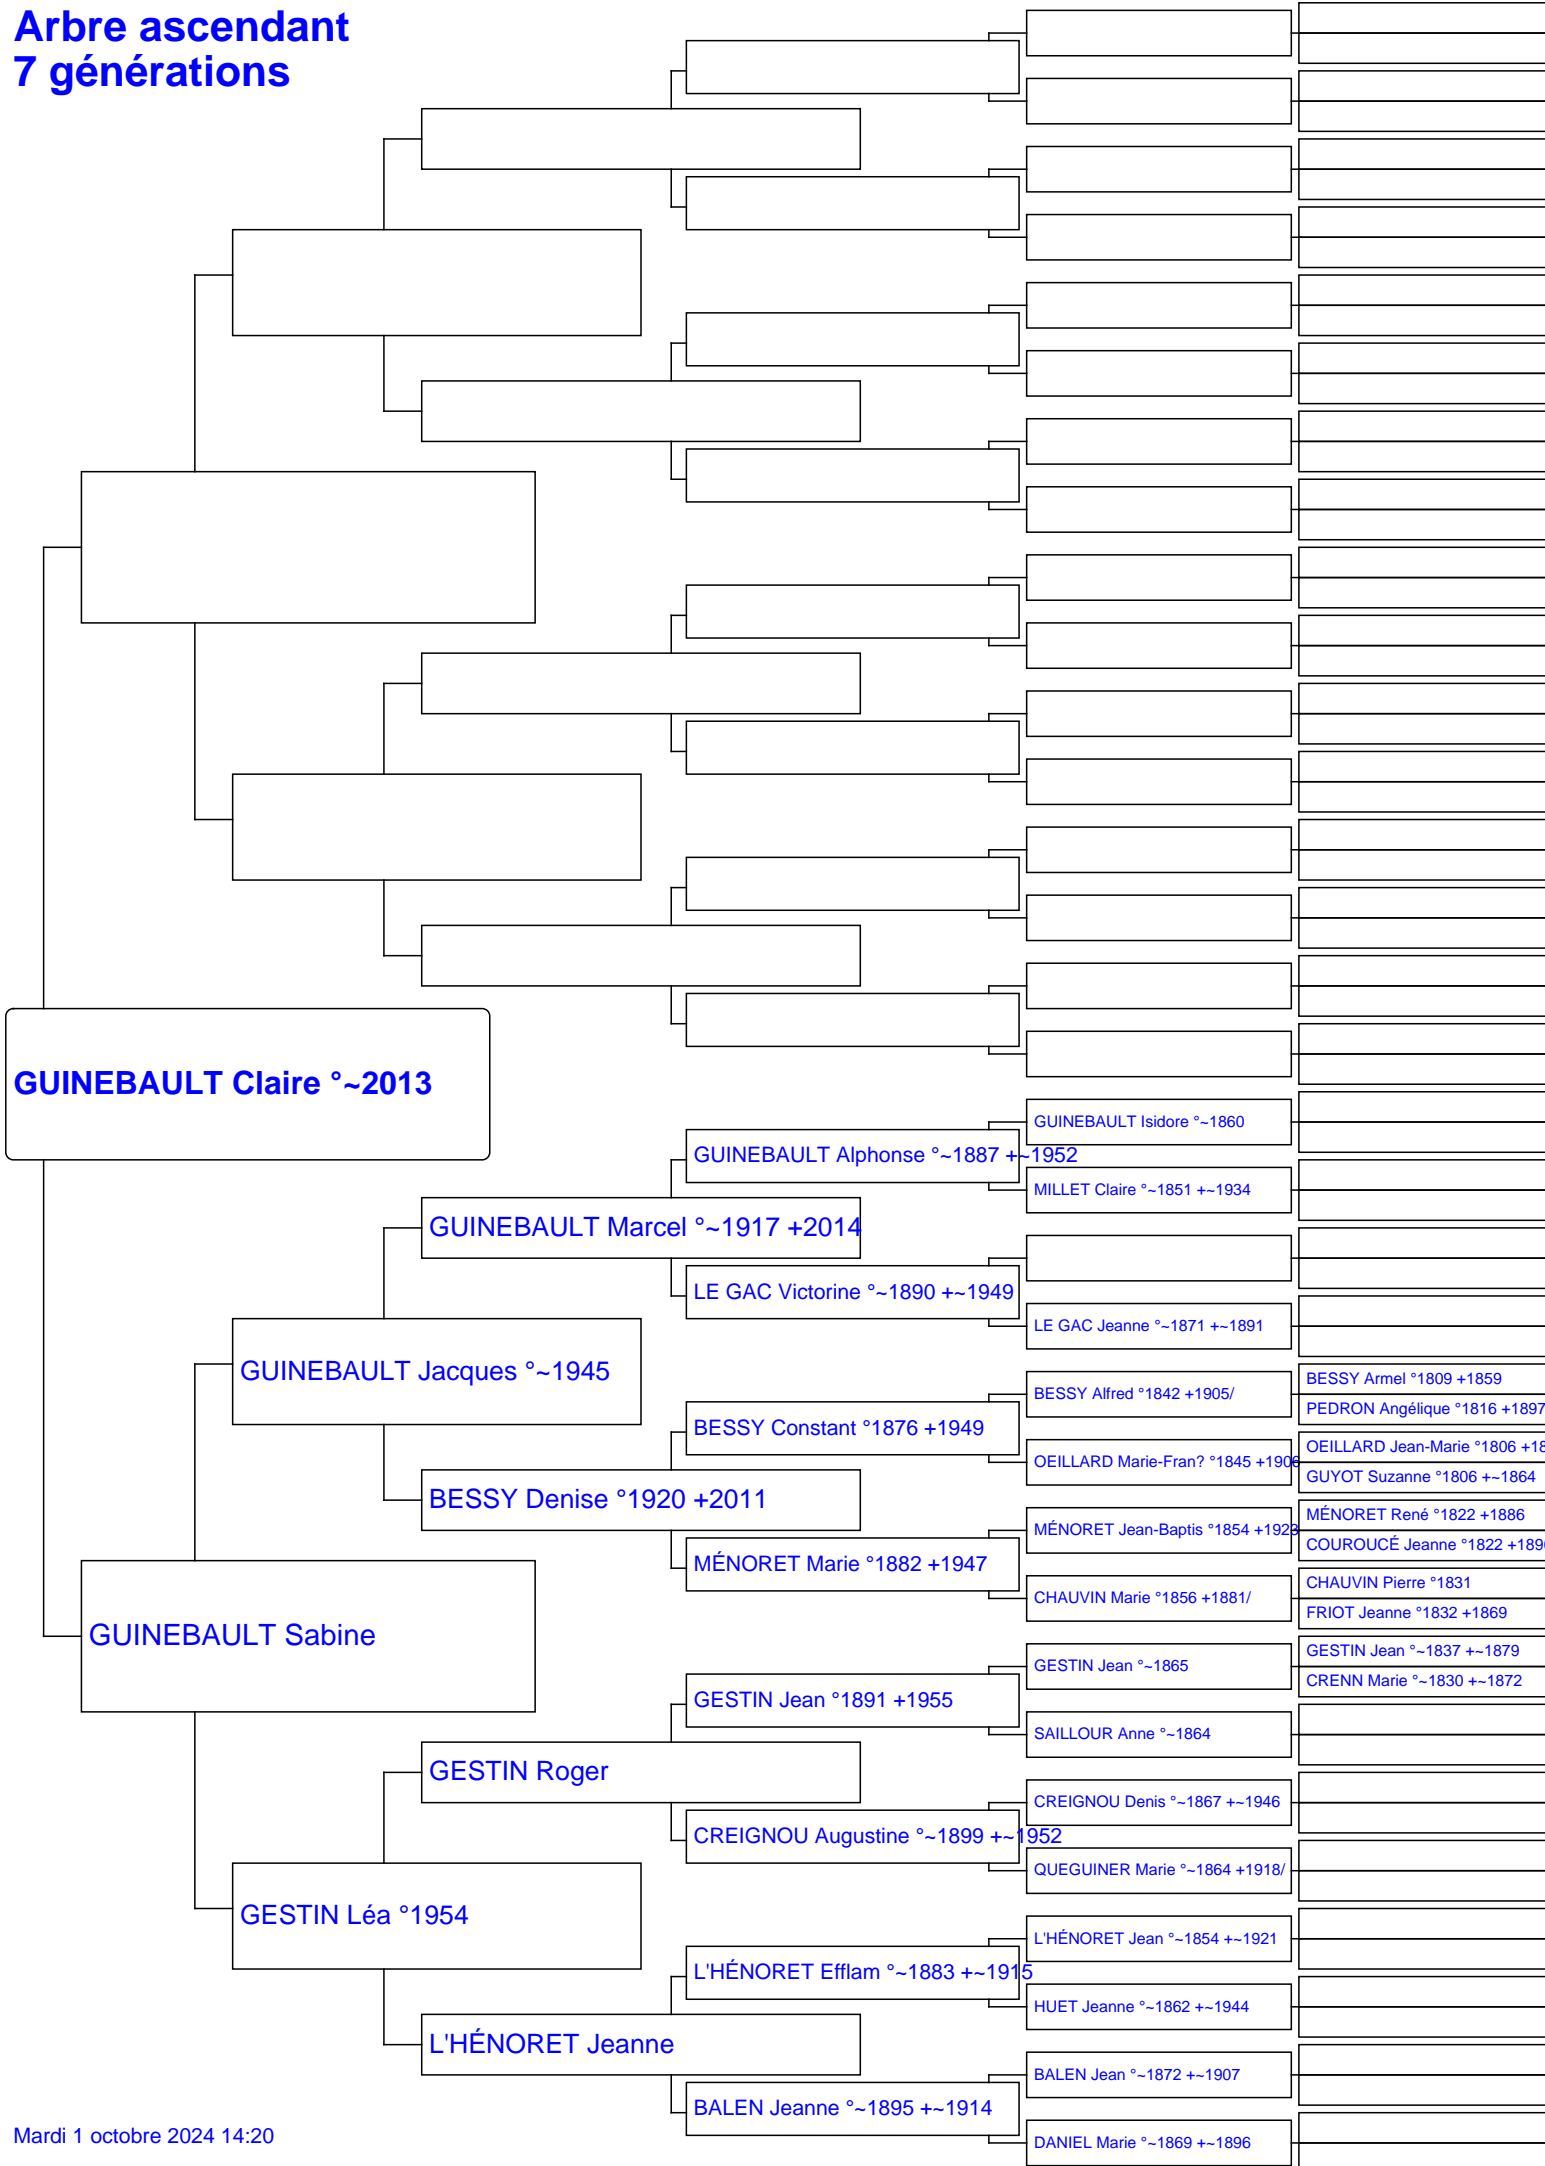 Arbre ascendant
7 générations
GUINEBAULT Claire °~2013
GUINEBAULT Sabine
GUINEBAULT Jacques °~1945
GESTIN Léa °1954
GUINEBAULT Marcel °~1917 +2014
BESSY Denise °1920 +2011
GESTIN Roger
L'HÉNORET Jeanne
GUINEBAULT Alphonse °~1887 +~1952
LE GAC Victorine °~1890 +~1949
BESSY Constant °1876 +1949
MÉNORET Marie °1882 +1947
GESTIN Jean °1891 +1955
CREIGNOU Augustine °~1899 +~1952
L'HÉNORET Efflam °~1883 +~1915
BALEN Jeanne °~1895 +~1914
GUINEBAULT Isidore °~1860
MILLET Claire °~1851 +~1934
LE GAC Jeanne °~1871 +~1891
BESSY Alfred °1842 +1905/
OEILLARD Marie-Fran? °1845 +1906
MÉNORET Jean-Baptis °1854 +1923
CHAUVIN Marie °1856 +1881/
GESTIN Jean °~1865
SAILLOUR Anne °~1864
CREIGNOU Denis °~1867 +~1946
QUEGUINER Marie °~1864 +1918/
L'HÉNORET Jean °~1854 +~1921
HUET Jeanne °~1862 +~1944
BALEN Jean °~1872 +~1907
DANIEL Marie °~1869 +~1896
BESSY Armel °1809 +1859
PEDRON Angélique °1816 +1897
OEILLARD Jean-Marie °1806 +18
GUYOT Suzanne °1806 +~1864
MÉNORET René °1822 +1886
COUROUCÉ Jeanne °1822 +189
CHAUVIN Pierre °1831
FRIOT Jeanne °1832 +1869
GESTIN Jean °~1837 +~1879
CRENN Marie °~1830 +~1872
Mardi 1 octobre 2024 14:20